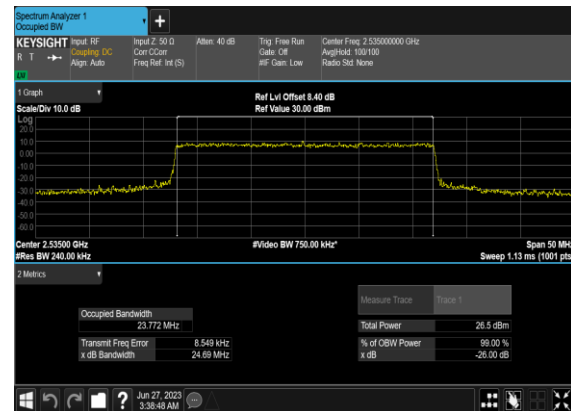 Spectrum Analyzer 1
Occupied BW
KEYSIGHT Input: RF Input Z: 50 Ω Atten: 40 dB Trig: Free Run Center Freq: 2.535000000 GHz
R T Coupling: DC Corr CCorr Gate: Off Avg|Hold: 100/100
Align: Auto Freq Ref: Int (S) #IF Gain: Low Radio Std: None
1 Graph
Scale/Div 10.0 dB
Ref Lvl Offset 8.40 dB
Ref Value 30.00 dBm
Log
20.0
10.0
0.00
-10.0
-20.0
-30.0
-40.0
-50.0
-60.0
Center 2.53500 GHz #Video BW 750.00 kHz* Span 50 MHz
#Res BW 240.00 kHz Sweep 1.13 ms (1001 pts)
2 Metrics
Measure Trace Trace 1
Occupied Bandwidth
23.772 MHz
Total Power 26.5 dBm
Transmit Freq Error 8.549 kHz % of OBW Power 99.00 %
x dB Bandwidth 24.69 MHz x dB -26.00 dB
? Jun 27, 2023
3:38:48 AM